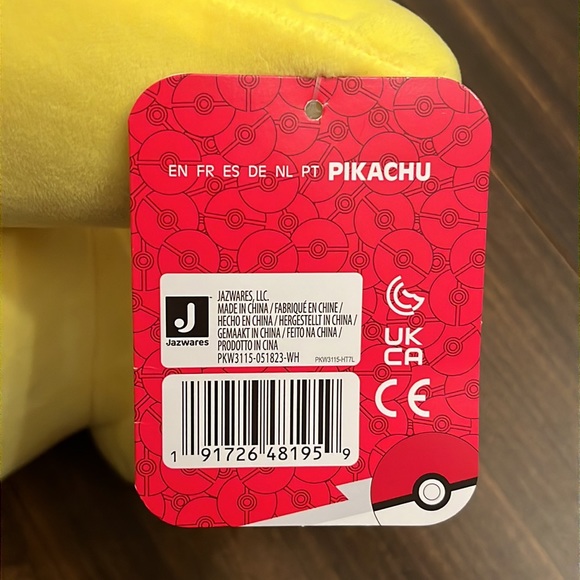 EN FR ES DE NL PT PIKACHU
J
Jazwares
JAZWARES, LLC.
MADE IN CHINA / FABRIQUÉ EN CHINE /
HECHO EN CHINA / HERGESTELLT IN CHINA /
GEMAAKT IN CHINA / FEITO NA CHINA /
PRODOTTO IN CINA
PKW3115-051823-WH
PKW3115-HT7L
UK
CA
CE
1 91726 48195 9